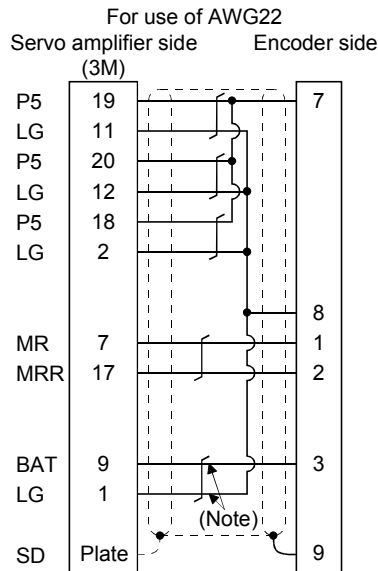 For use of AWG22
Servo amplifier side Encoder side
(3M)
P5 19 7
LG 11
P5 20
LG 12
P5 18
LG 2
8
MR 7 1
MRR 17 2
BAT 9 3
LG 1
(Note)
SD Plate 9